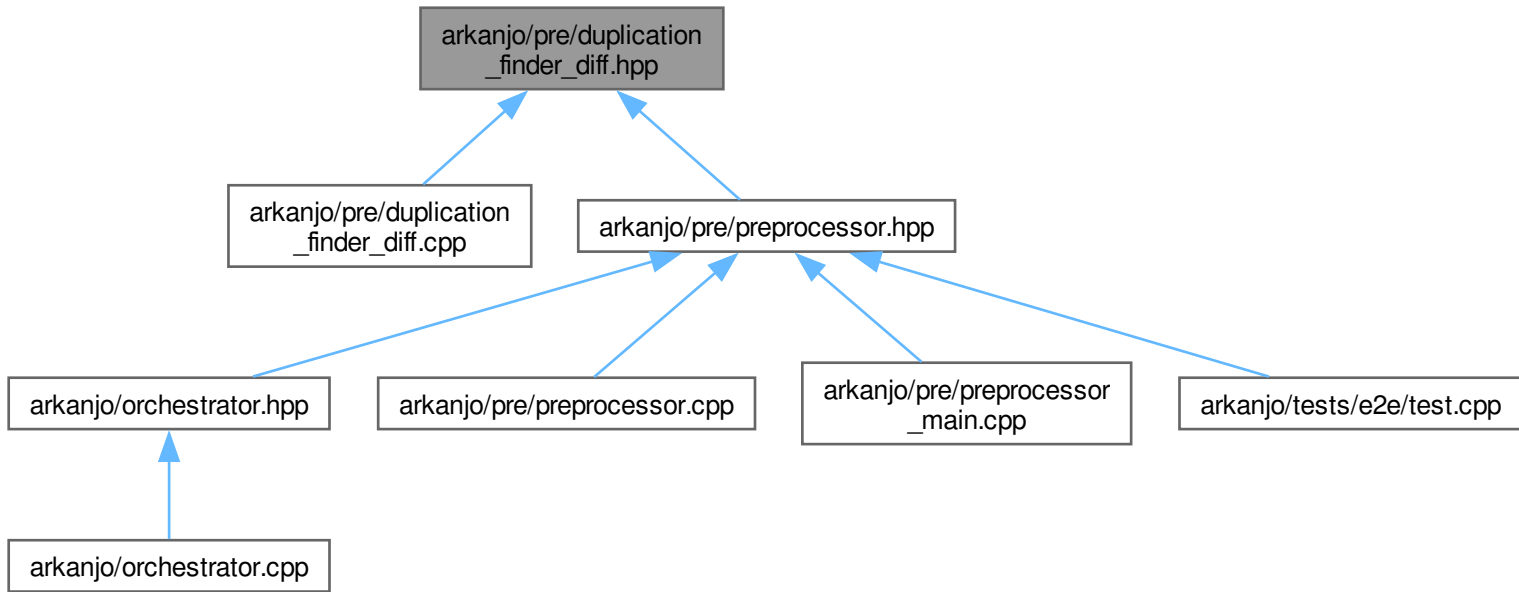 arkanjo/pre/duplication
_finder_diff.hpp
arkanjo/pre/duplication
_finder_diff.cpp
arkanjo/pre/preprocessor.hpp
arkanjo/orchestrator.hpp
arkanjo/pre/preprocessor.cpp
arkanjo/pre/preprocessor
_main.cpp
arkanjo/tests/e2e/test.cpp
arkanjo/orchestrator.cpp